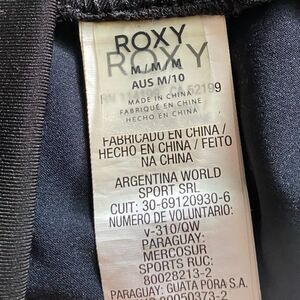 ROXY
ROXY
M/M/M
AUS M/10
MADE IN CHINA
FABRIQUÉ EN CHINE
HECHO EN CHINA
FABRICADO EN CHINA /
HECHO EN CHINA / FEITO
NA CHINA
ARGENTINA WORLD
SPORT SRL
CUIT: 30-69120930-6
NUMERO DE VOLUNTARIO:
v-310/QW
PARAGUAY:
MERCOSUR
SPORTS RUC:
80028213-2
PARAGUAY: GUATA PORA S.A.